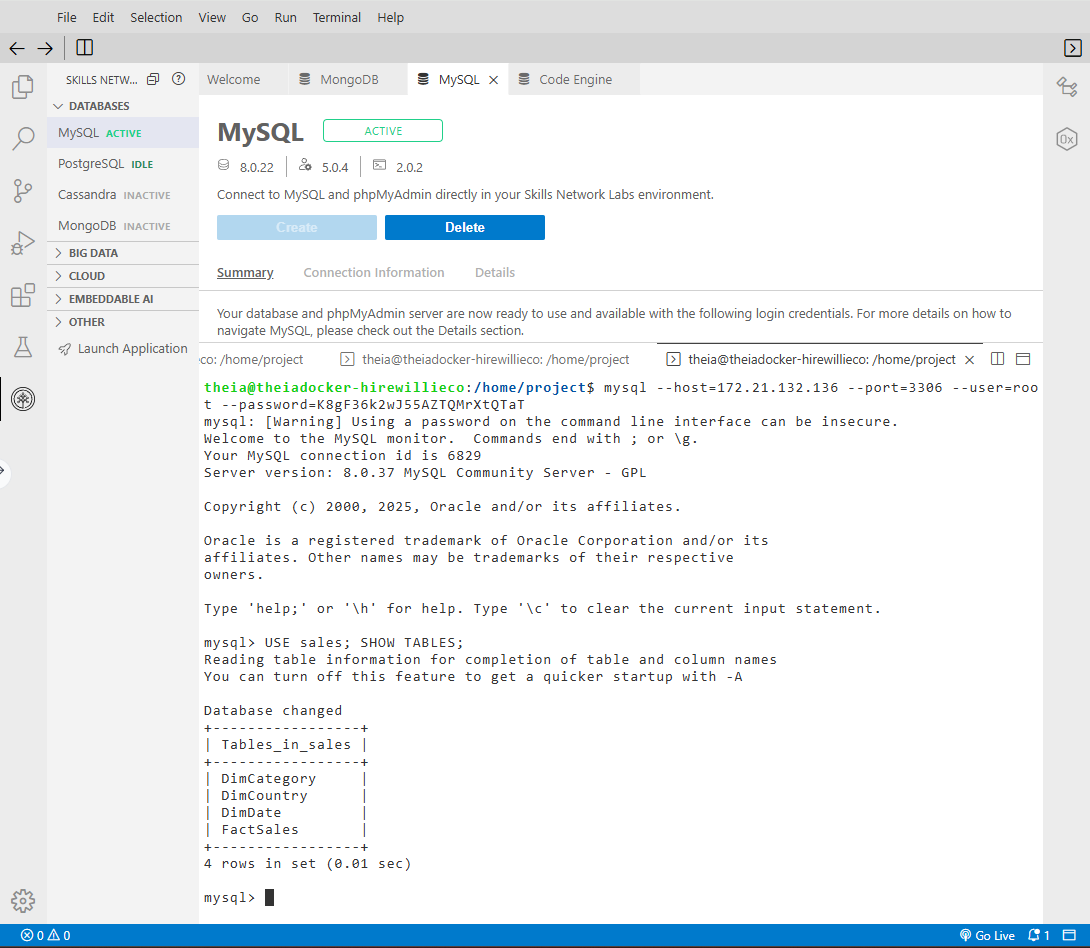 File Edit Selection View Go Run Terminal Help
SKILLS NETW...
Welcome MongoDB MySQL Code Engine
DATABASES
MySQL ACTIVE
PostgreSQL IDLE
Cassandra INACTIVE
MongoDB INACTIVE
BIG DATA
CLOUD
EMBEDDABLE AI
OTHER
Launch Application
MySQL ACTIVE
8.0.22 5.0.4 2.0.2
Connect to MySQL and phpMyAdmin directly in your Skills Network Labs environment.
Create Delete
Summary Connection Information Details
Your database and phpMyAdmin server are now ready to use and available with the following login credentials. For more details on how to
navigate MySQL, please check out the Details section.
eco: /home/project theia@theiadocker-hirewillieco: /home/project theia@theiadocker-hirewillieco: /home/project
theia@theiadocker-hirewillieco:/home/project$ mysql --host=172.21.132.136 --port=3306 --user=roo
t --password=K8gF36k2wJ55AZTQMrXtQTaT
mysql: [Warning] Using a password on the command line interface can be insecure.
Welcome to the MySQL monitor.  Commands end with ; or \g.
Your MySQL connection id is 6829
Server version: 8.0.37 MySQL Community Server - GPL
Copyright (c) 2000, 2025, Oracle and/or its affiliates.
Oracle is a registered trademark of Oracle Corporation and/or its
affiliates. Other names may be trademarks of their respective
owners.
Type 'help;' or '\h' for help. Type '\c' to clear the current input statement.
mysql> USE sales; SHOW TABLES;
Reading table information for completion of table and column names
You can turn off this feature to get a quicker startup with -A
Database changed
+-----------------+
| Tables_in_sales |
+-----------------+
| DimCategory     |
| DimCountry      |
| DimDate         |
| FactSales       |
+-----------------+
4 rows in set (0.01 sec)
mysql>
0 0 Go Live 1